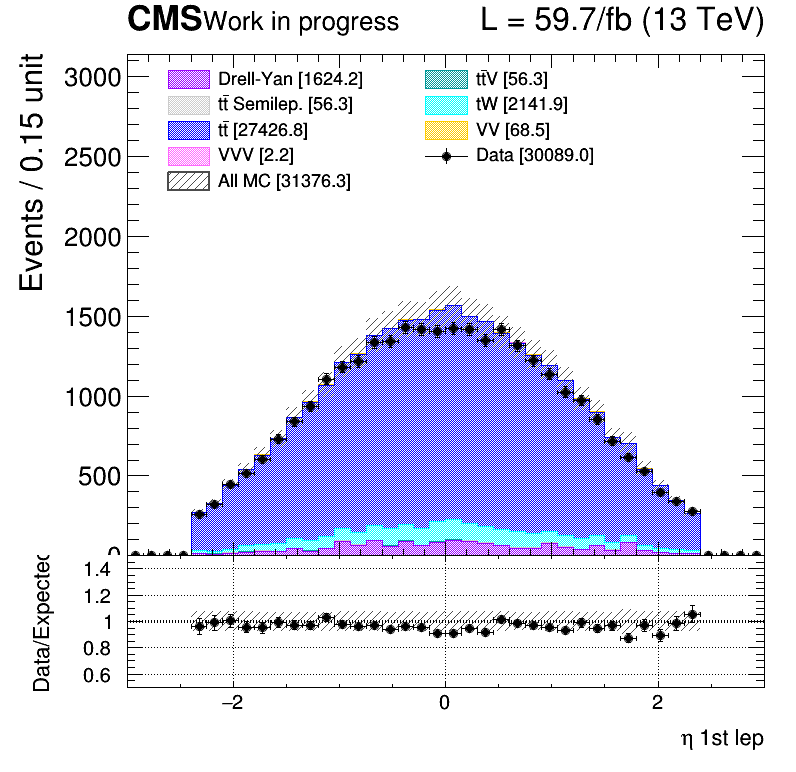 CMS Work in progress L = 59.7/fb (13 TeV)
Events / 0.15 unit
3000
2500
2000
1500
1000
500
0
Drell-Yan [1624.2]
tt̄ Semilep. [56.3]
tt̄ [27426.8]
VVV [2.2]
All MC [31376.3]
tt̄V [56.3]
tW [2141.9]
VV [68.5]
Data [30089.0]
Data/Expected
1.4
1.2
1
0.8
0.6
−2 0 2
η 1st lep